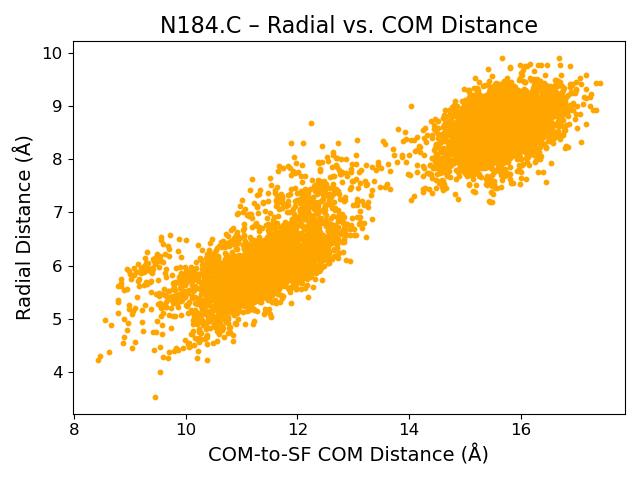 N184.C – Radial vs. COM Distance
10
9
8
7
6
5
4
Radial Distance (Å)
8 10 12 14 16
COM-to-SF COM Distance (Å)